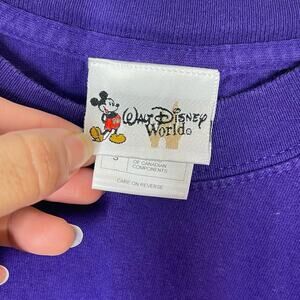 Walt Disney
World®
S
OF CANADIAN
COMPONENTS
CARE ON REVERSE